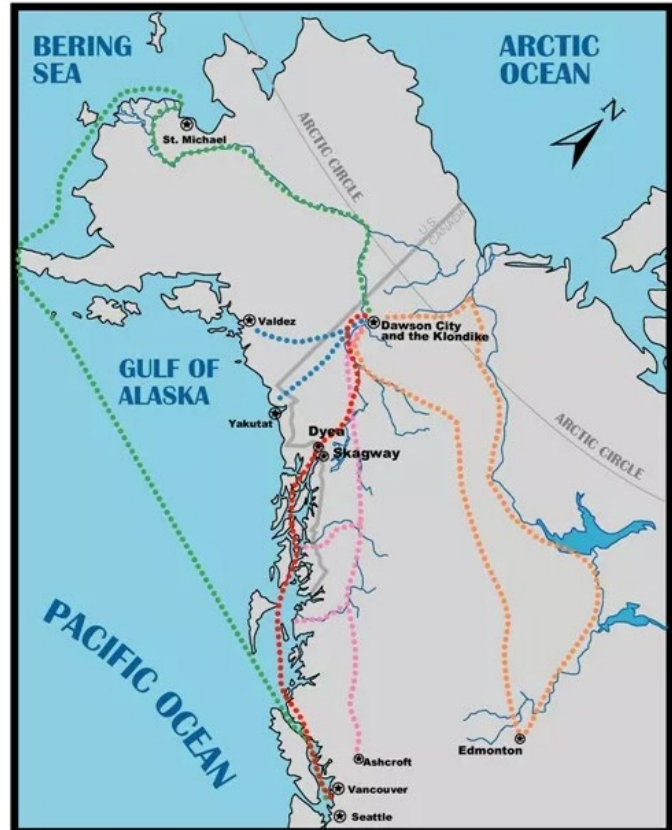 BERING
SEA
ARCTIC
OCEAN
N
St. Michael
ARCTIC CIRCLE
U.S.
CANADA
Valdez
Dawson City
and the Klondike
GULF OF
ALASKA
Yakutat
Dyea
Skagway
ARCTIC CIRCLE
PACIFIC OCEAN
Edmonton
Ashcroft
Vancouver
Seattle